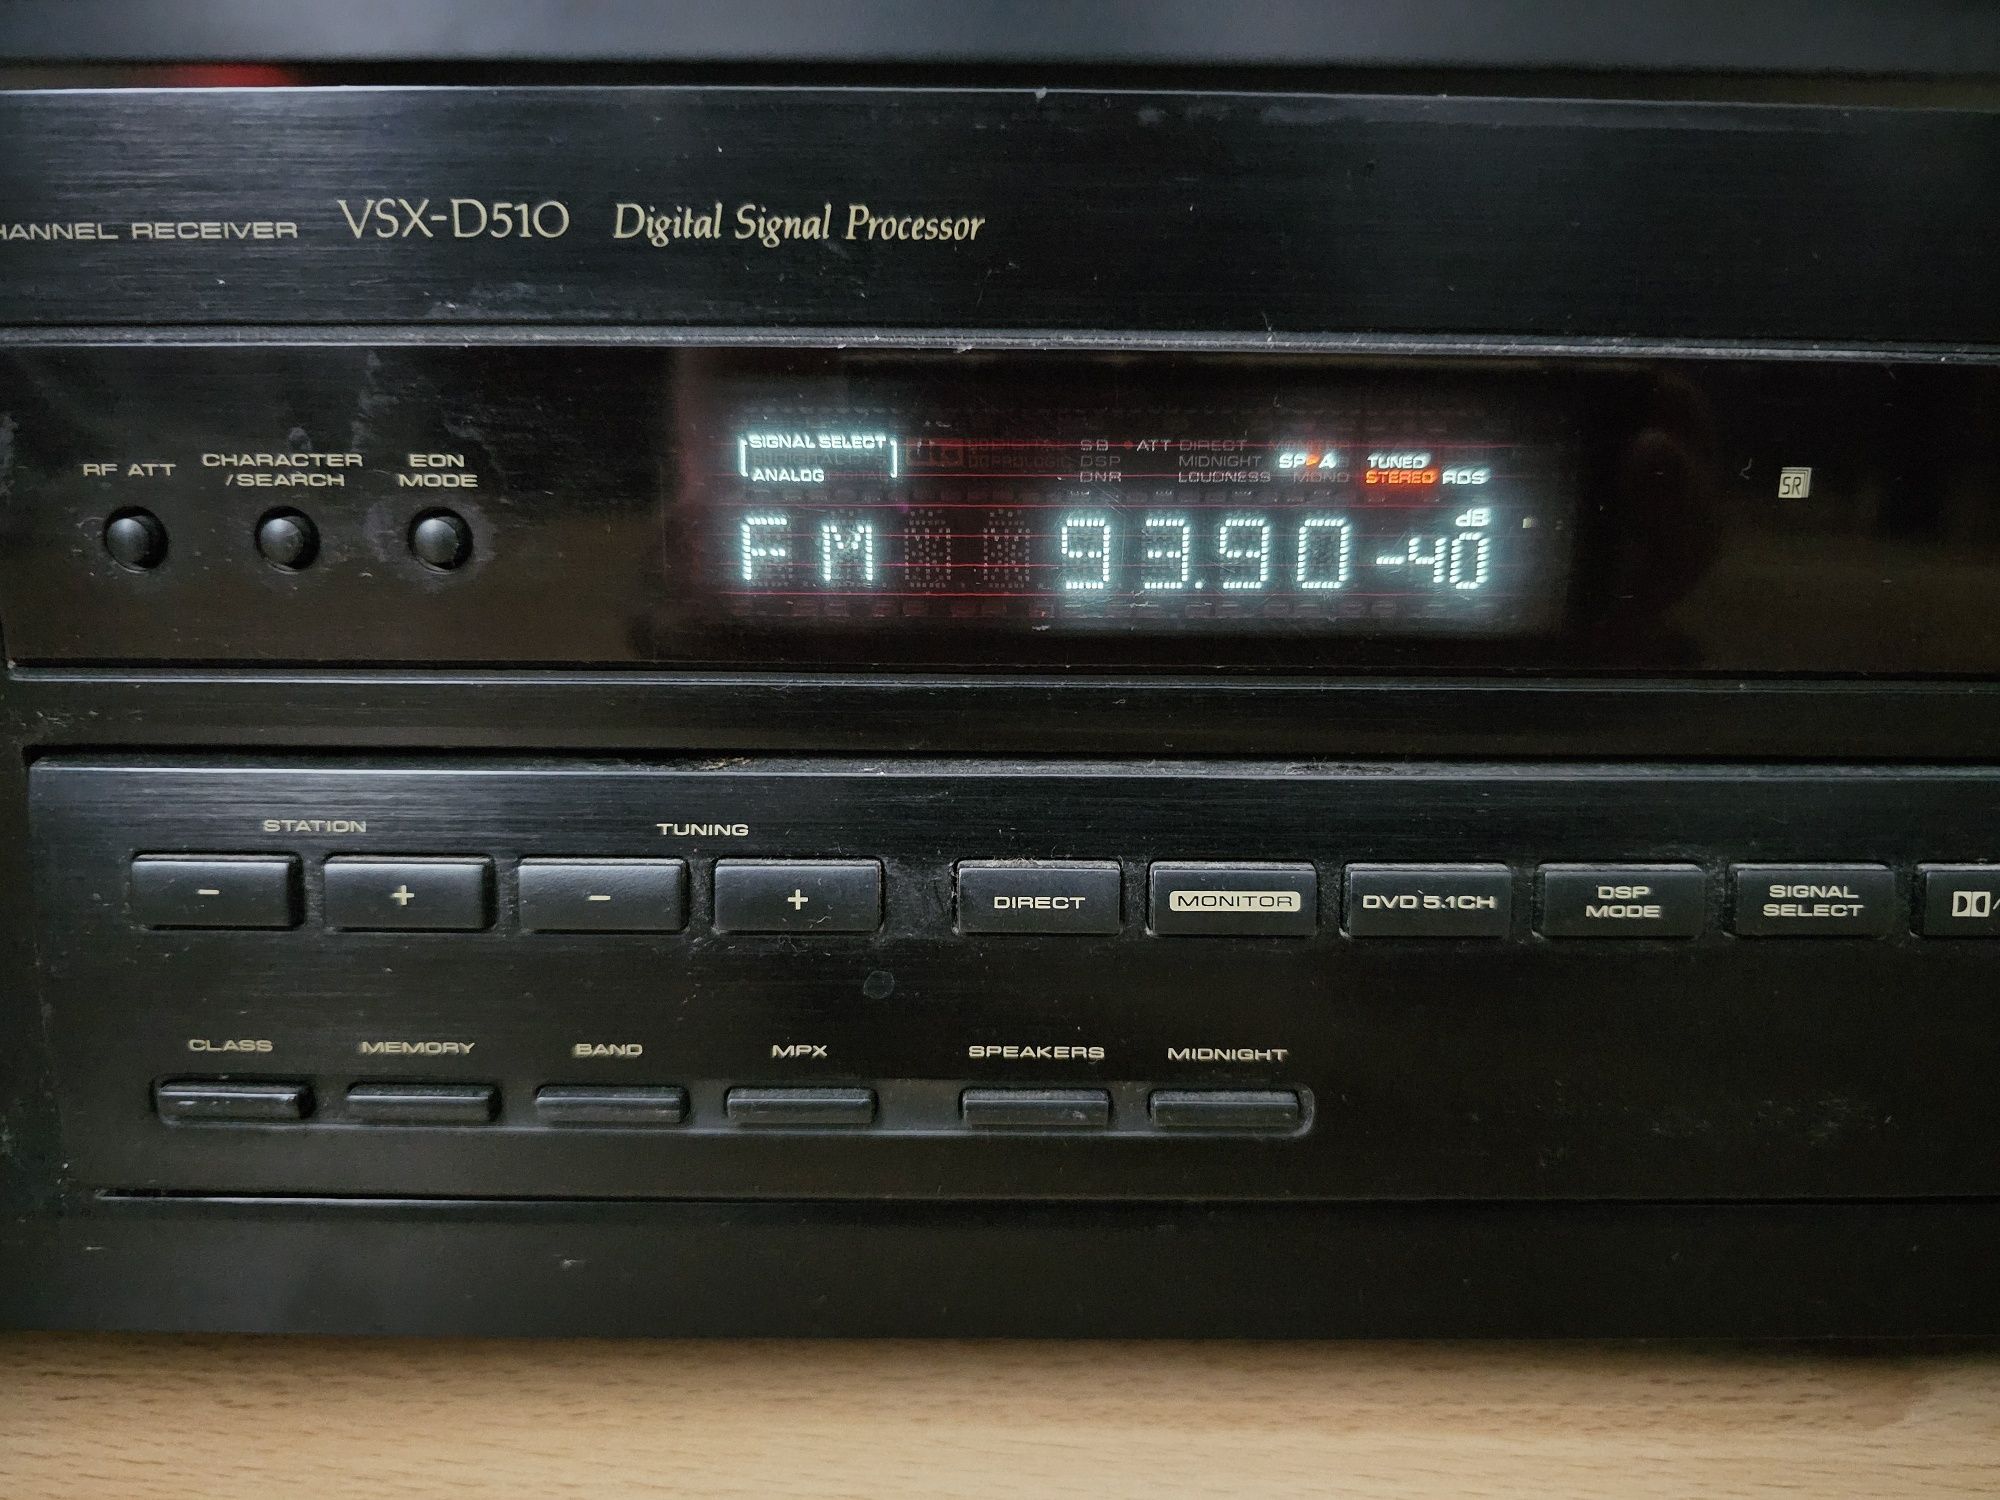 HANNEL RECEIVER VSX-D510 Digital Signal Processor
SIGNAL SELECT
ANALOG
SB ATT DIRECT
DSP MIDNIGHT SP▶A TUNED
DNR LOUDNESS MONO STEREO RDS
dB
FM 93.90 -40
SR
RF ATT
CHARACTER
/SEARCH
EON
MODE
STATION TUNING
- + - + DIRECT MONITOR DVD 5.1CH
DSP
MODE
SIGNAL
SELECT
CLASS MEMORY BAND MPX SPEAKERS MIDNIGHT